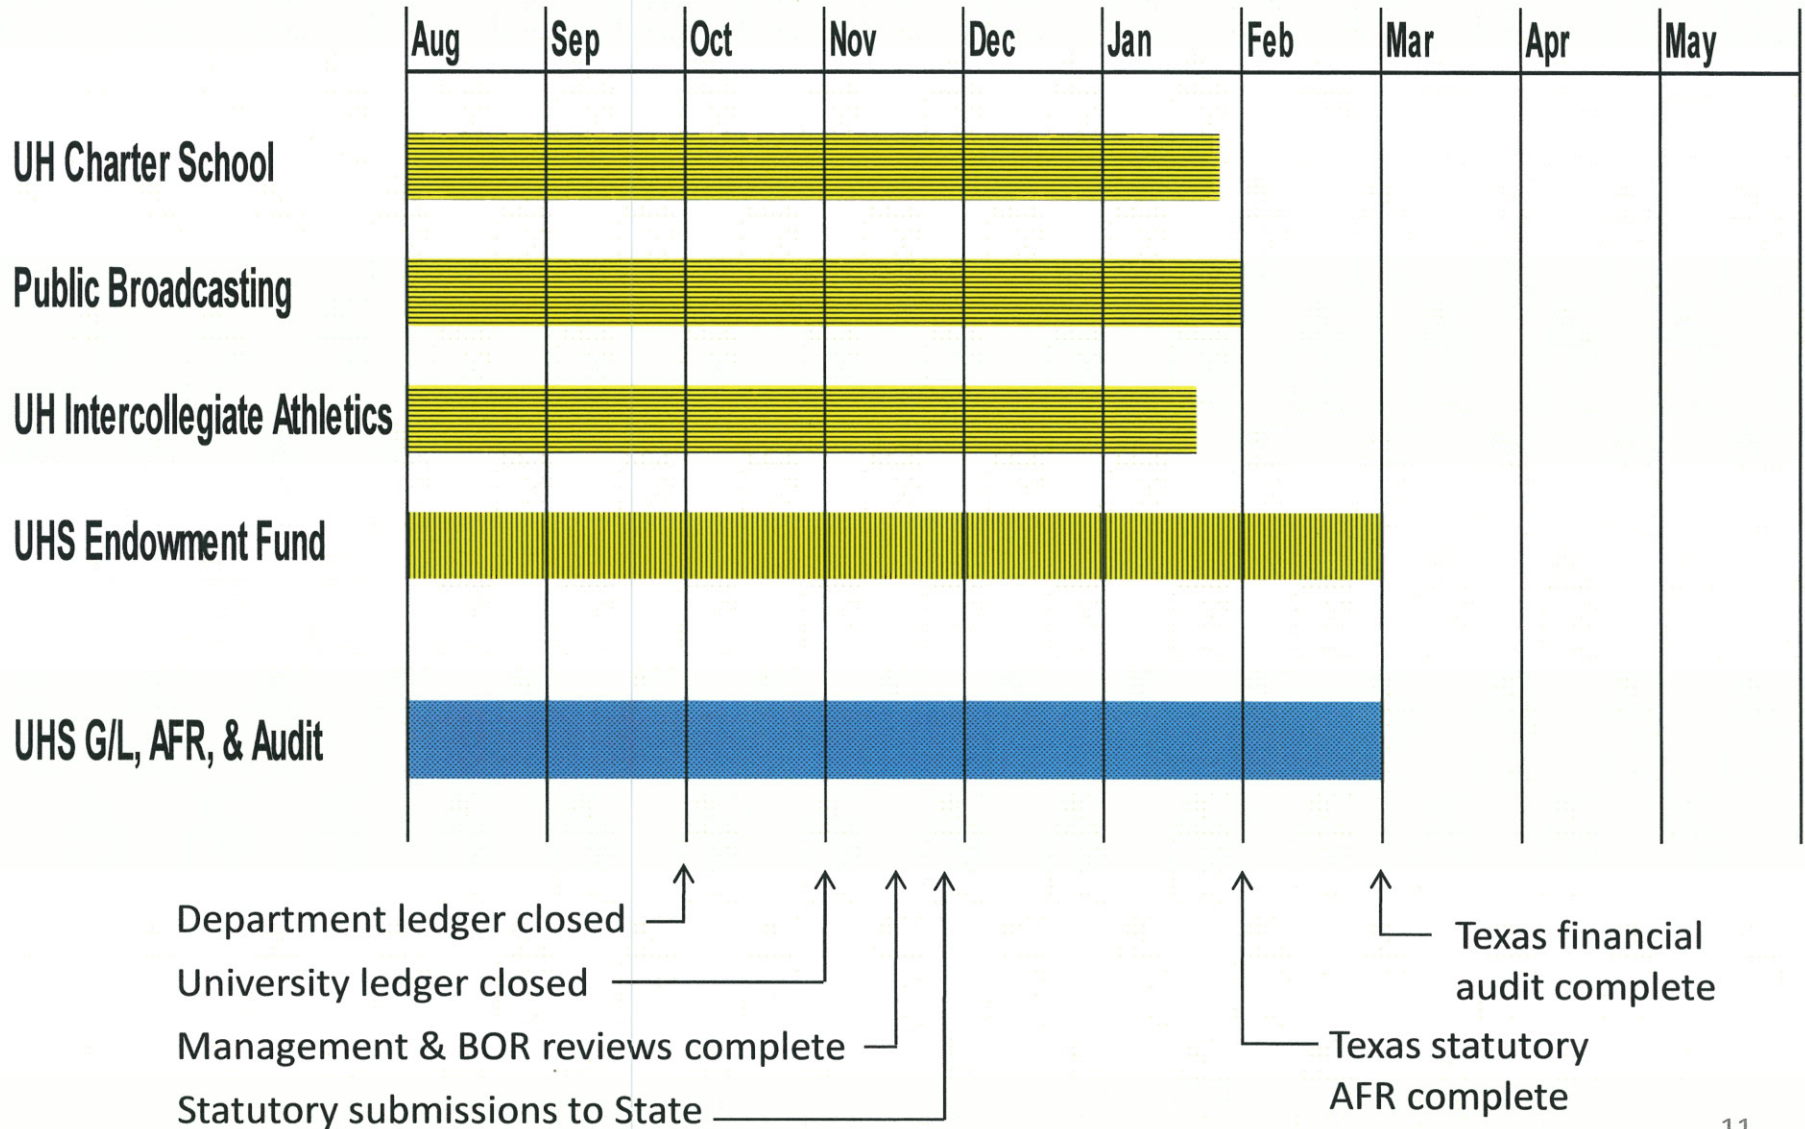 Aug Sep Oct Nov Dec Jan Feb Mar Apr May
UH Charter School
Public Broadcasting
UH Intercollegiate Athletics
UHS Endowment Fund
UHS G/L, AFR, & Audit
Department ledger closed
University ledger closed
Management & BOR reviews complete
Statutory submissions to State
Texas financial
audit complete
Texas statutory
AFR complete
11